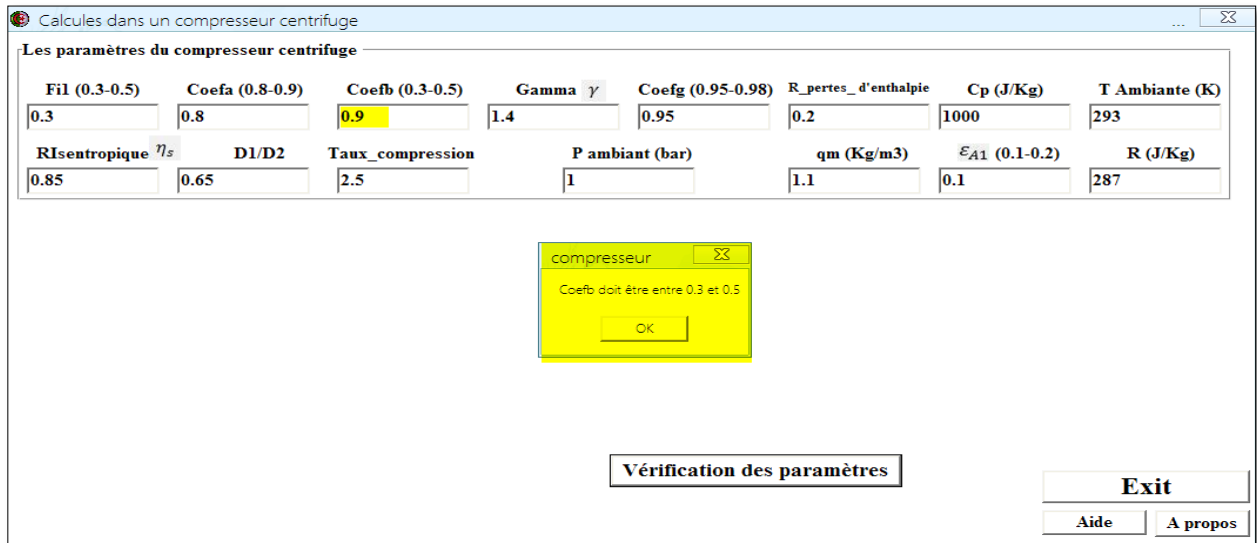 Calcules dans un compresseur centrifuge ...
Les paramètres du compresseur centrifuge
Fi1 (0.3-0.5) Coefa (0.8-0.9) Coefb (0.3-0.5) Gamma γ Coefg (0.95-0.98) R_pertes_ d'enthalpie Cp (J/Kg) T Ambiante (K)
0.3 0.8 0.9 1.4 0.95 0.2 1000 293
RIsentropique ηs D1/D2 Taux_compression P ambiant (bar) qm (Kg/m3) εA1 (0.1-0.2) R (J/Kg)
0.85 0.65 2.5 1 1.1 0.1 287
compresseur
Coefb doit être entre 0.3 et 0.5
OK
Vérification des paramètres
Exit
Aide A propos